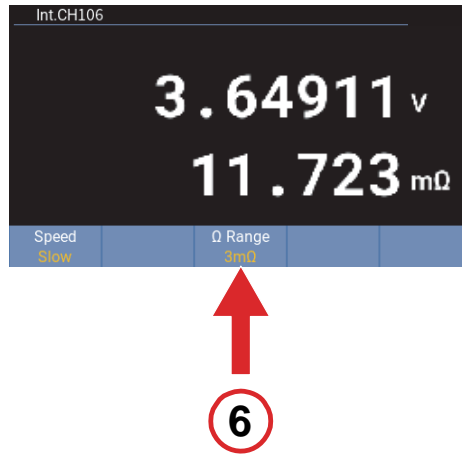 Int.CH106
3.64911 V
11.723 mΩ
Speed Ω Range
Slow 3mΩ
6